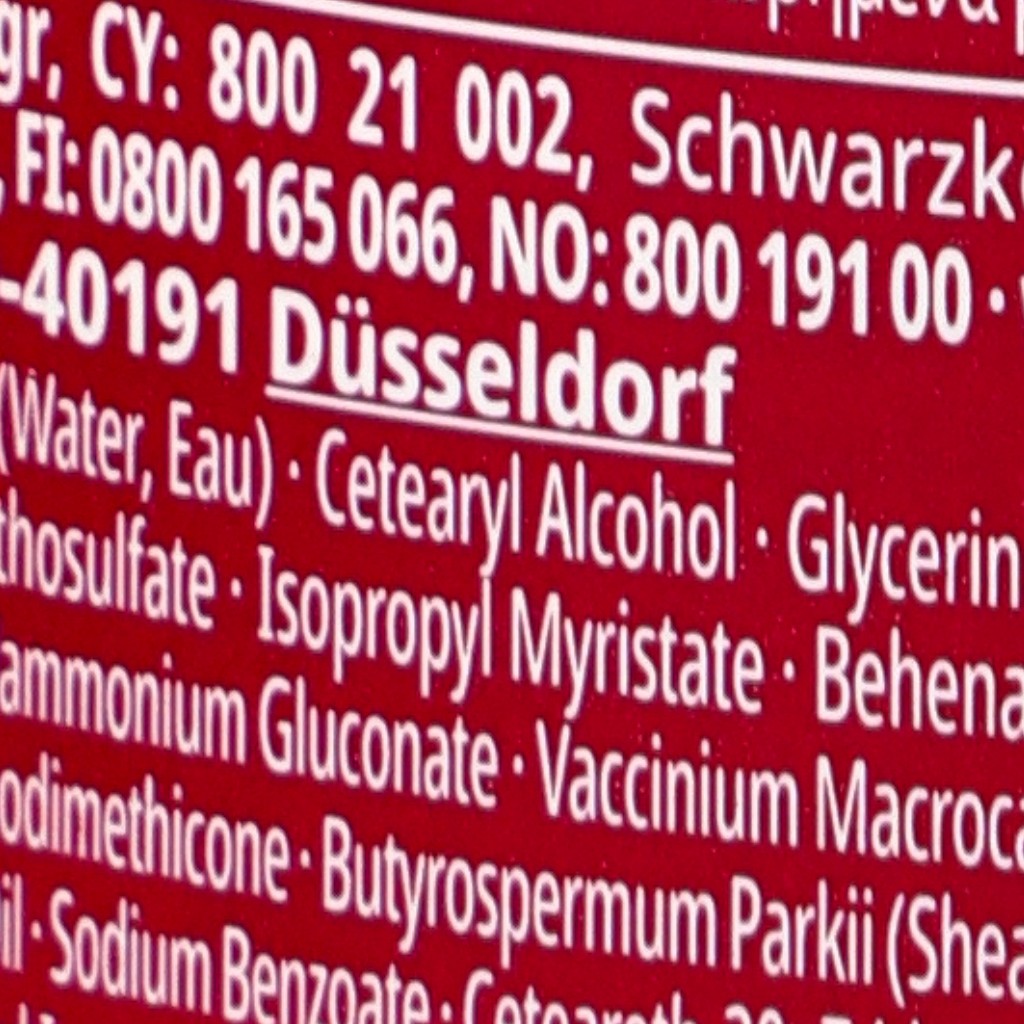 gr, CY: 800 21 002, Schwarzk
, FI: 0800 165 066, NO: 800 191 00 ·
-40191 Düsseldorf
(Water, Eau) · Cetearyl Alcohol · Glycerin
thosulfate · Isopropyl Myristate · Behena
ammonium Gluconate · Vaccinium Macroca
odimethicone · Butyrospermum Parkii (Shea
il · Sodium Benzoate ·